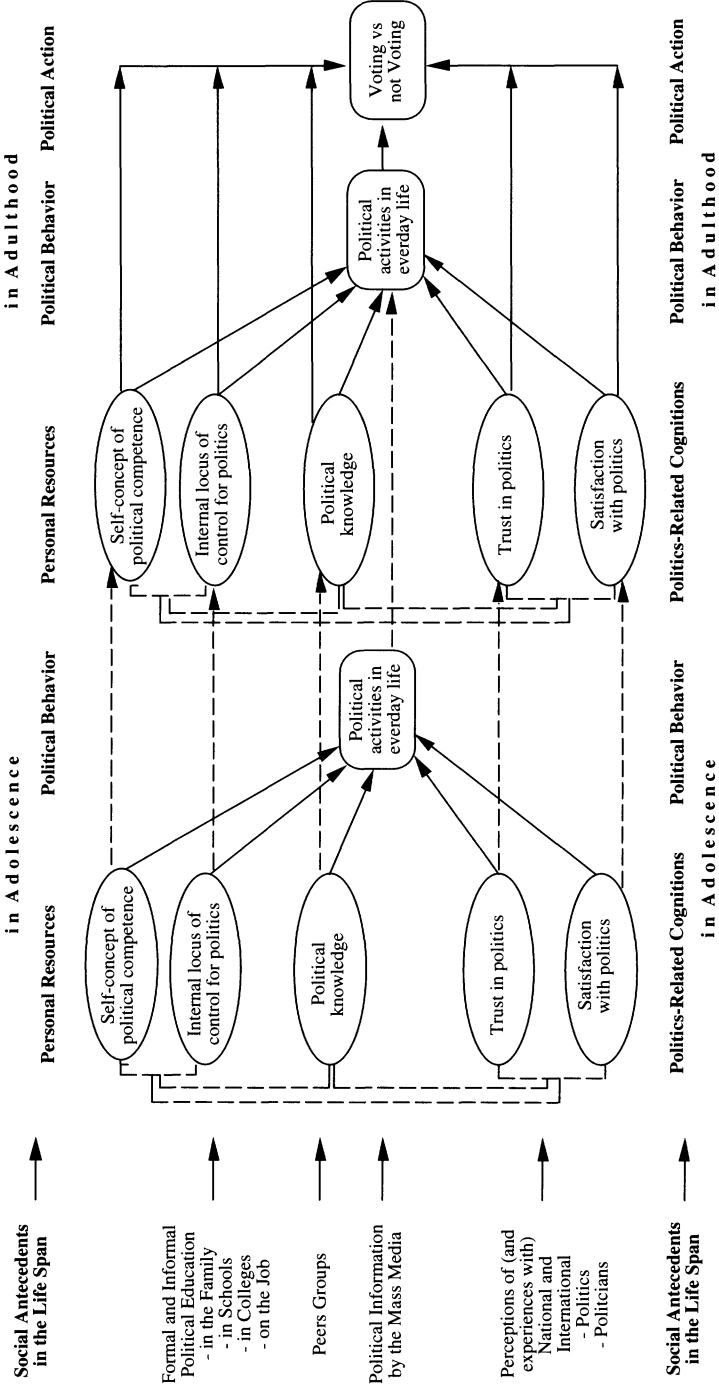 in Adolescence
in Adulthood
Social Antecedents
in the Life Span
Personal Resources
Political Behavior
Personal Resources
Political Behavior
Political Action
Formal and Informal
Political Education
- in the Family
- in Schools
- in Colleges
- on the Job
Peers Groups
Political Information
by the Mass Media
Perceptions of (and
experiences with)
National and
International
- Politics
- Politcians
Self-concept of
political competence
Internal locus of
control for politics
Political
knowledge
Trust in politics
Satisfaction
with politics
Political
activities in
everday life
Self-concept of
political competence
Internal locus of
control for politics
Political
knowledge
Trust in politics
Satisfaction
with politics
Political
activities in
everday life
Voting vs
not Voting
Social Antecedents
in the Life Span
Politics-Related Cognitions
Political Behavior
Politics-Related Cognitions
Political Behavior
Political Action
in Adolescence
in Adulthood